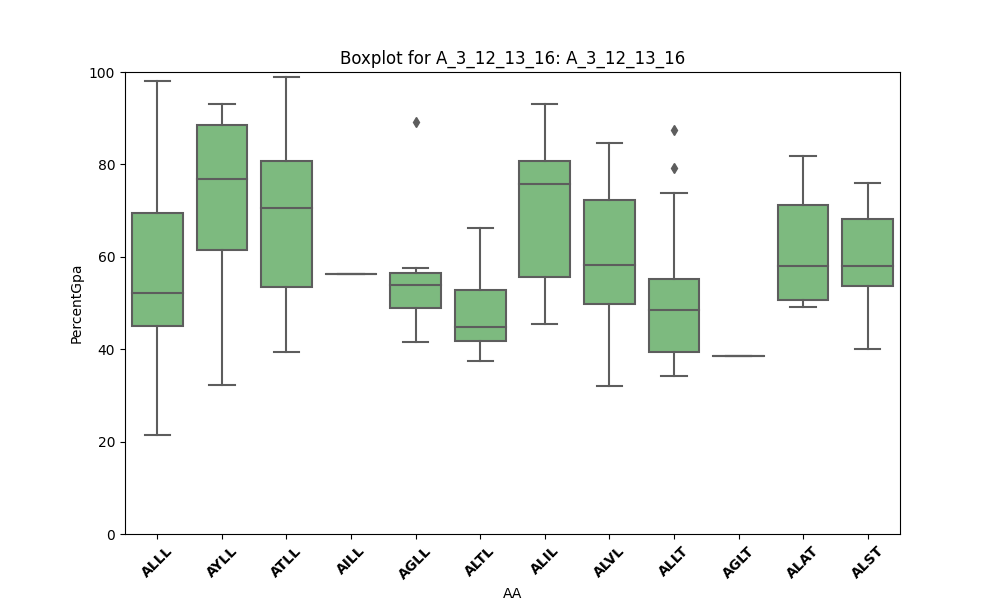 Boxplot for A_3_12_13_16: A_3_12_13_16
PercentGpa
100
80
60
40
20
0
ALLL AYLL ATLL AILL AGLL ALTL ALIL ALVL ALLT AGLT ALAT ALST
AA